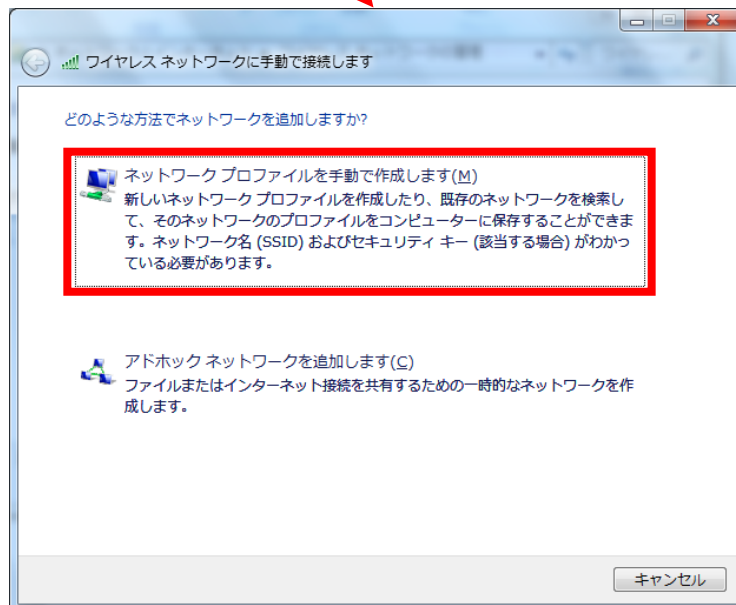 ワイヤレス ネットワークに手動で接続します
どのような方法でネットワークを追加しますか?
ネットワーク プロファイルを手動で作成します(M)
新しいネットワーク プロファイルを作成したり、既存のネットワークを検索し
て、そのネットワークのプロファイルをコンピューターに保存することができま
す。ネットワーク名 (SSID) およびセキュリティ キー (該当する場合) がわかっ
ている必要があります。
アドホック ネットワークを追加します(C)
ファイルまたはインターネット接続を共有するための一時的なネットワークを作
成します。
キャンセル